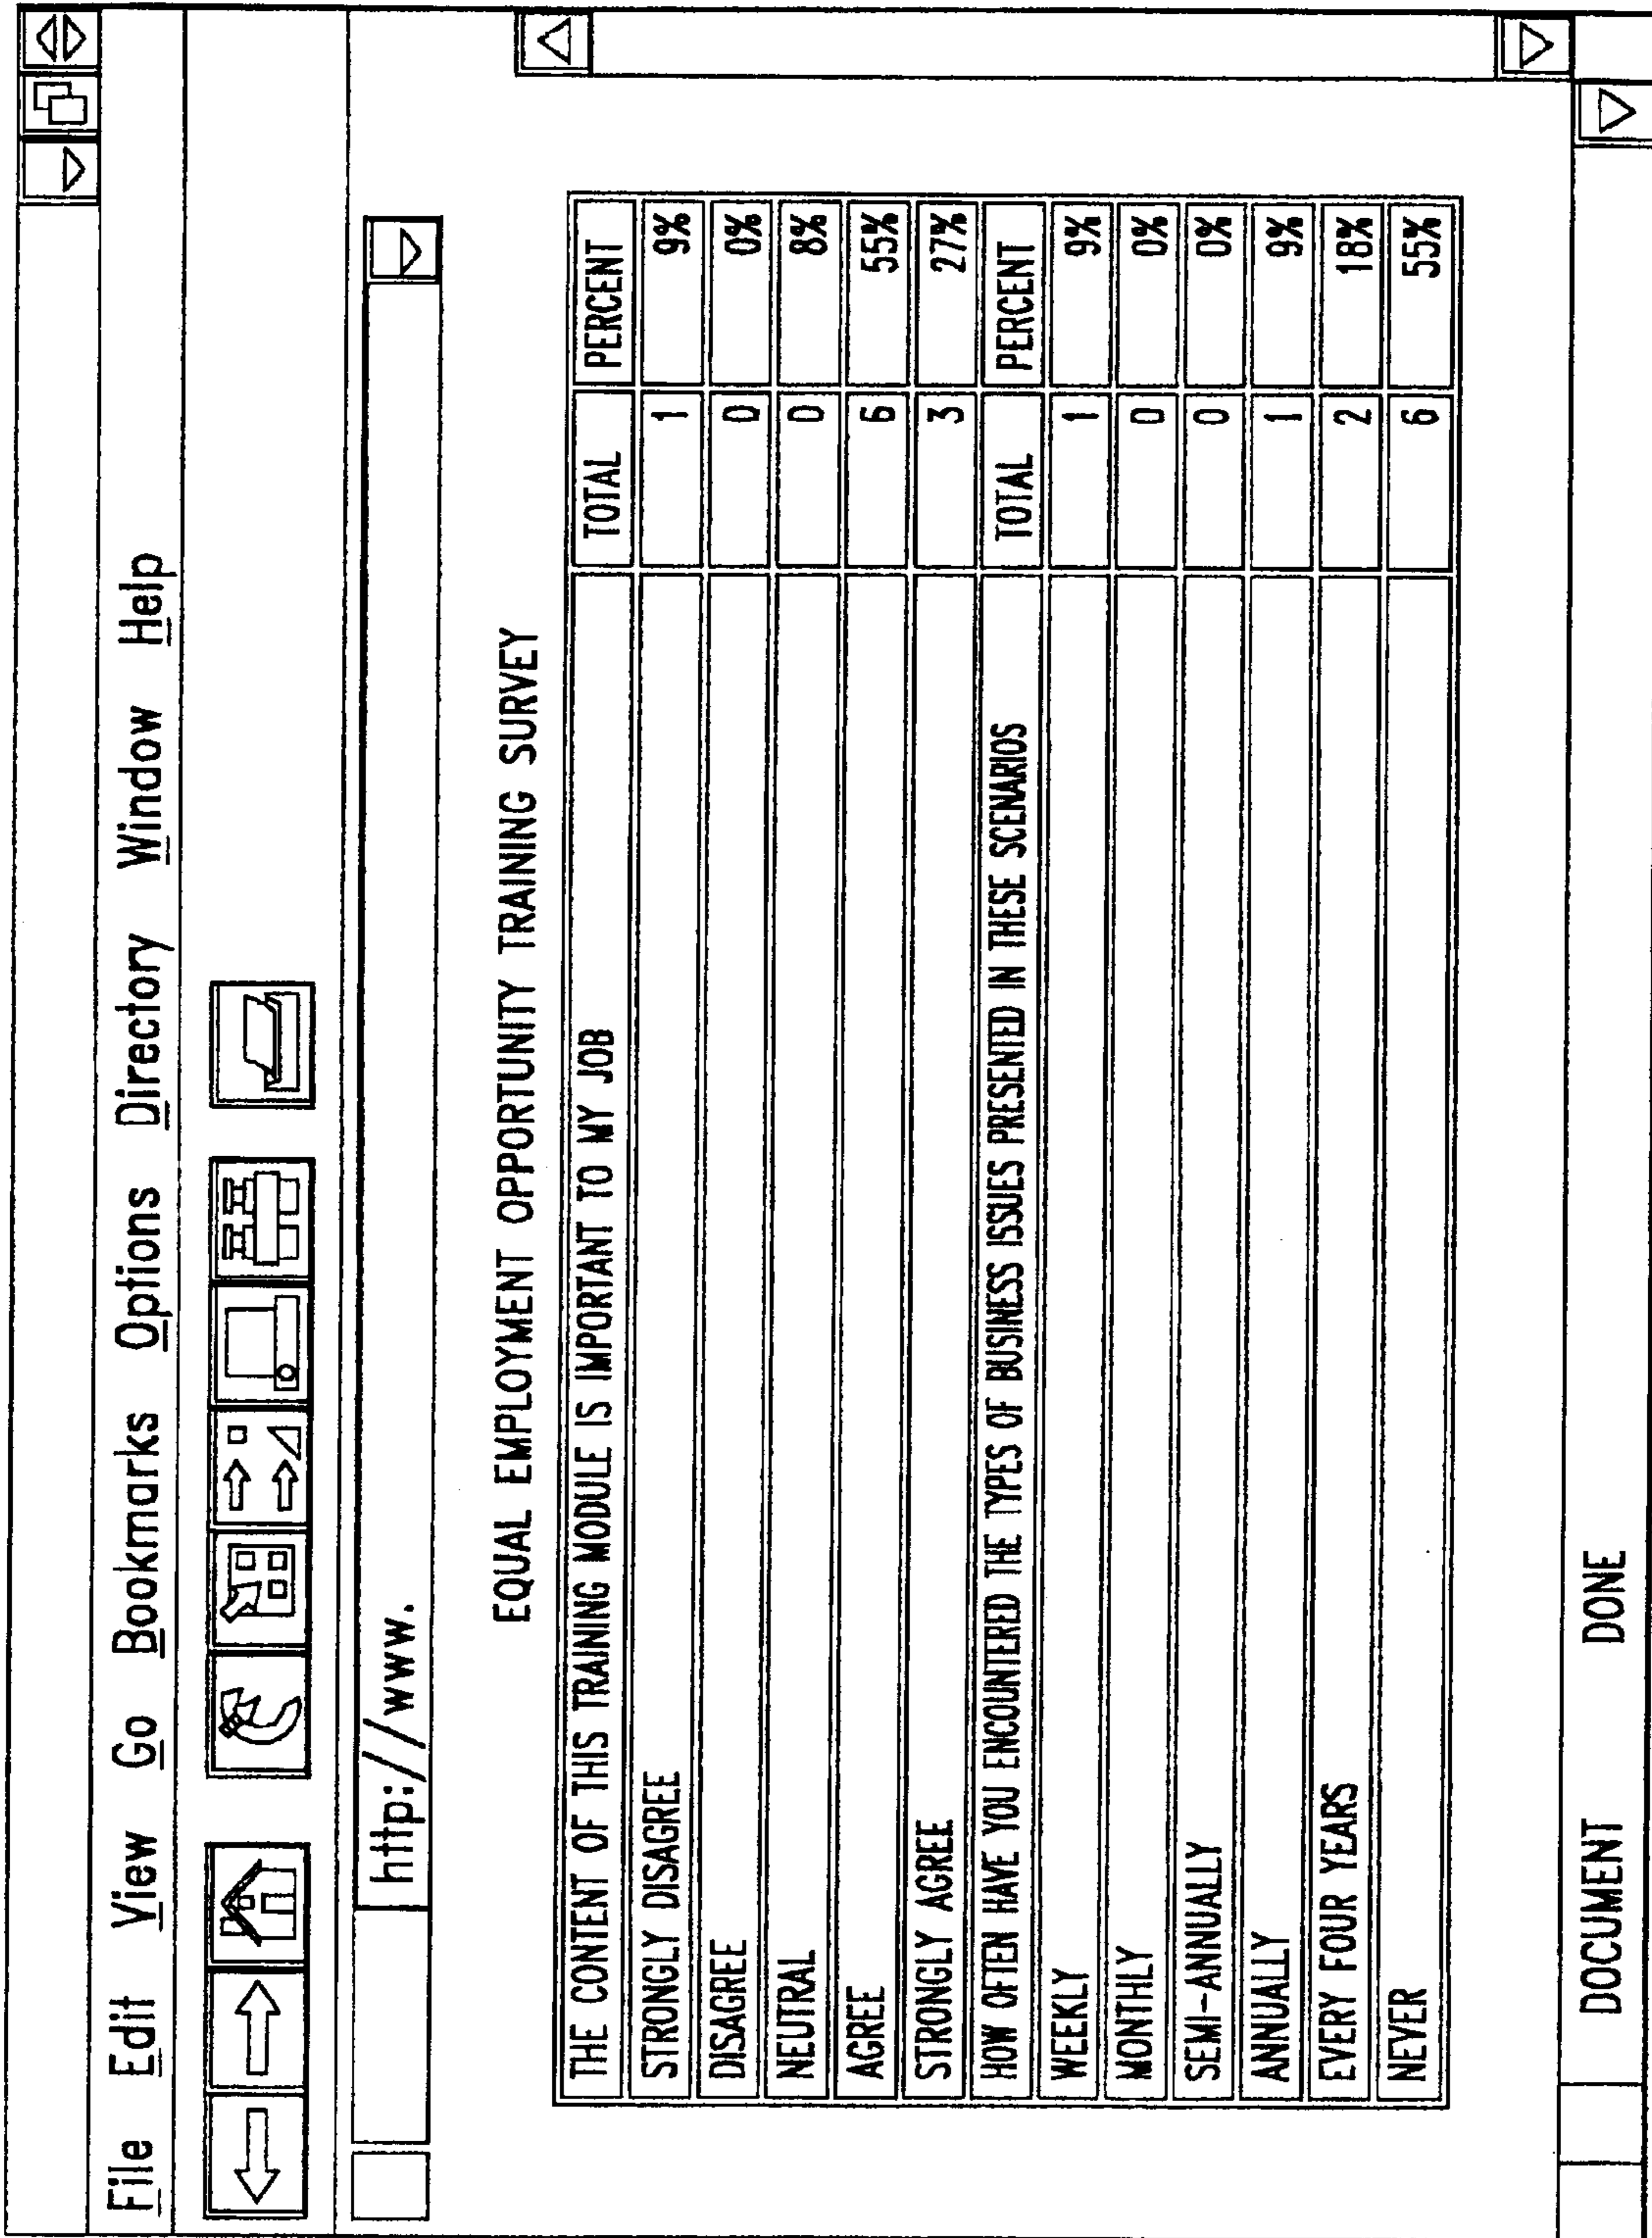 File Edit View Go Bookmarks Options Directory Window Help
http://www.
EQUAL EMPLOYMENT OPPORTUNITY TRAINING SURVEY
THE CONTENT OF THIS TRAINING MODULE IS IMPORTANT TO MY JOB TOTAL PERCENT
STRONGLY DISAGREE 1 9%
DISAGREE 0 0%
NEUTRAL 0 8%
AGREE 6 55%
STRONGLY AGREE 3 27%
HOW OFTEN HAVE YOU ENCOUNTERED THE TYPES OF BUSINESS ISSUES PRESENTED IN THESE SCENARIOS TOTAL PERCENT
WEEKLY 1 9%
MONTHLY 0 0%
SEMI-ANNUALLY 0 0%
ANNUALLY 1 9%
EVERY FOUR YEARS 2 18%
NEVER 6 55%
DOCUMENT DONE